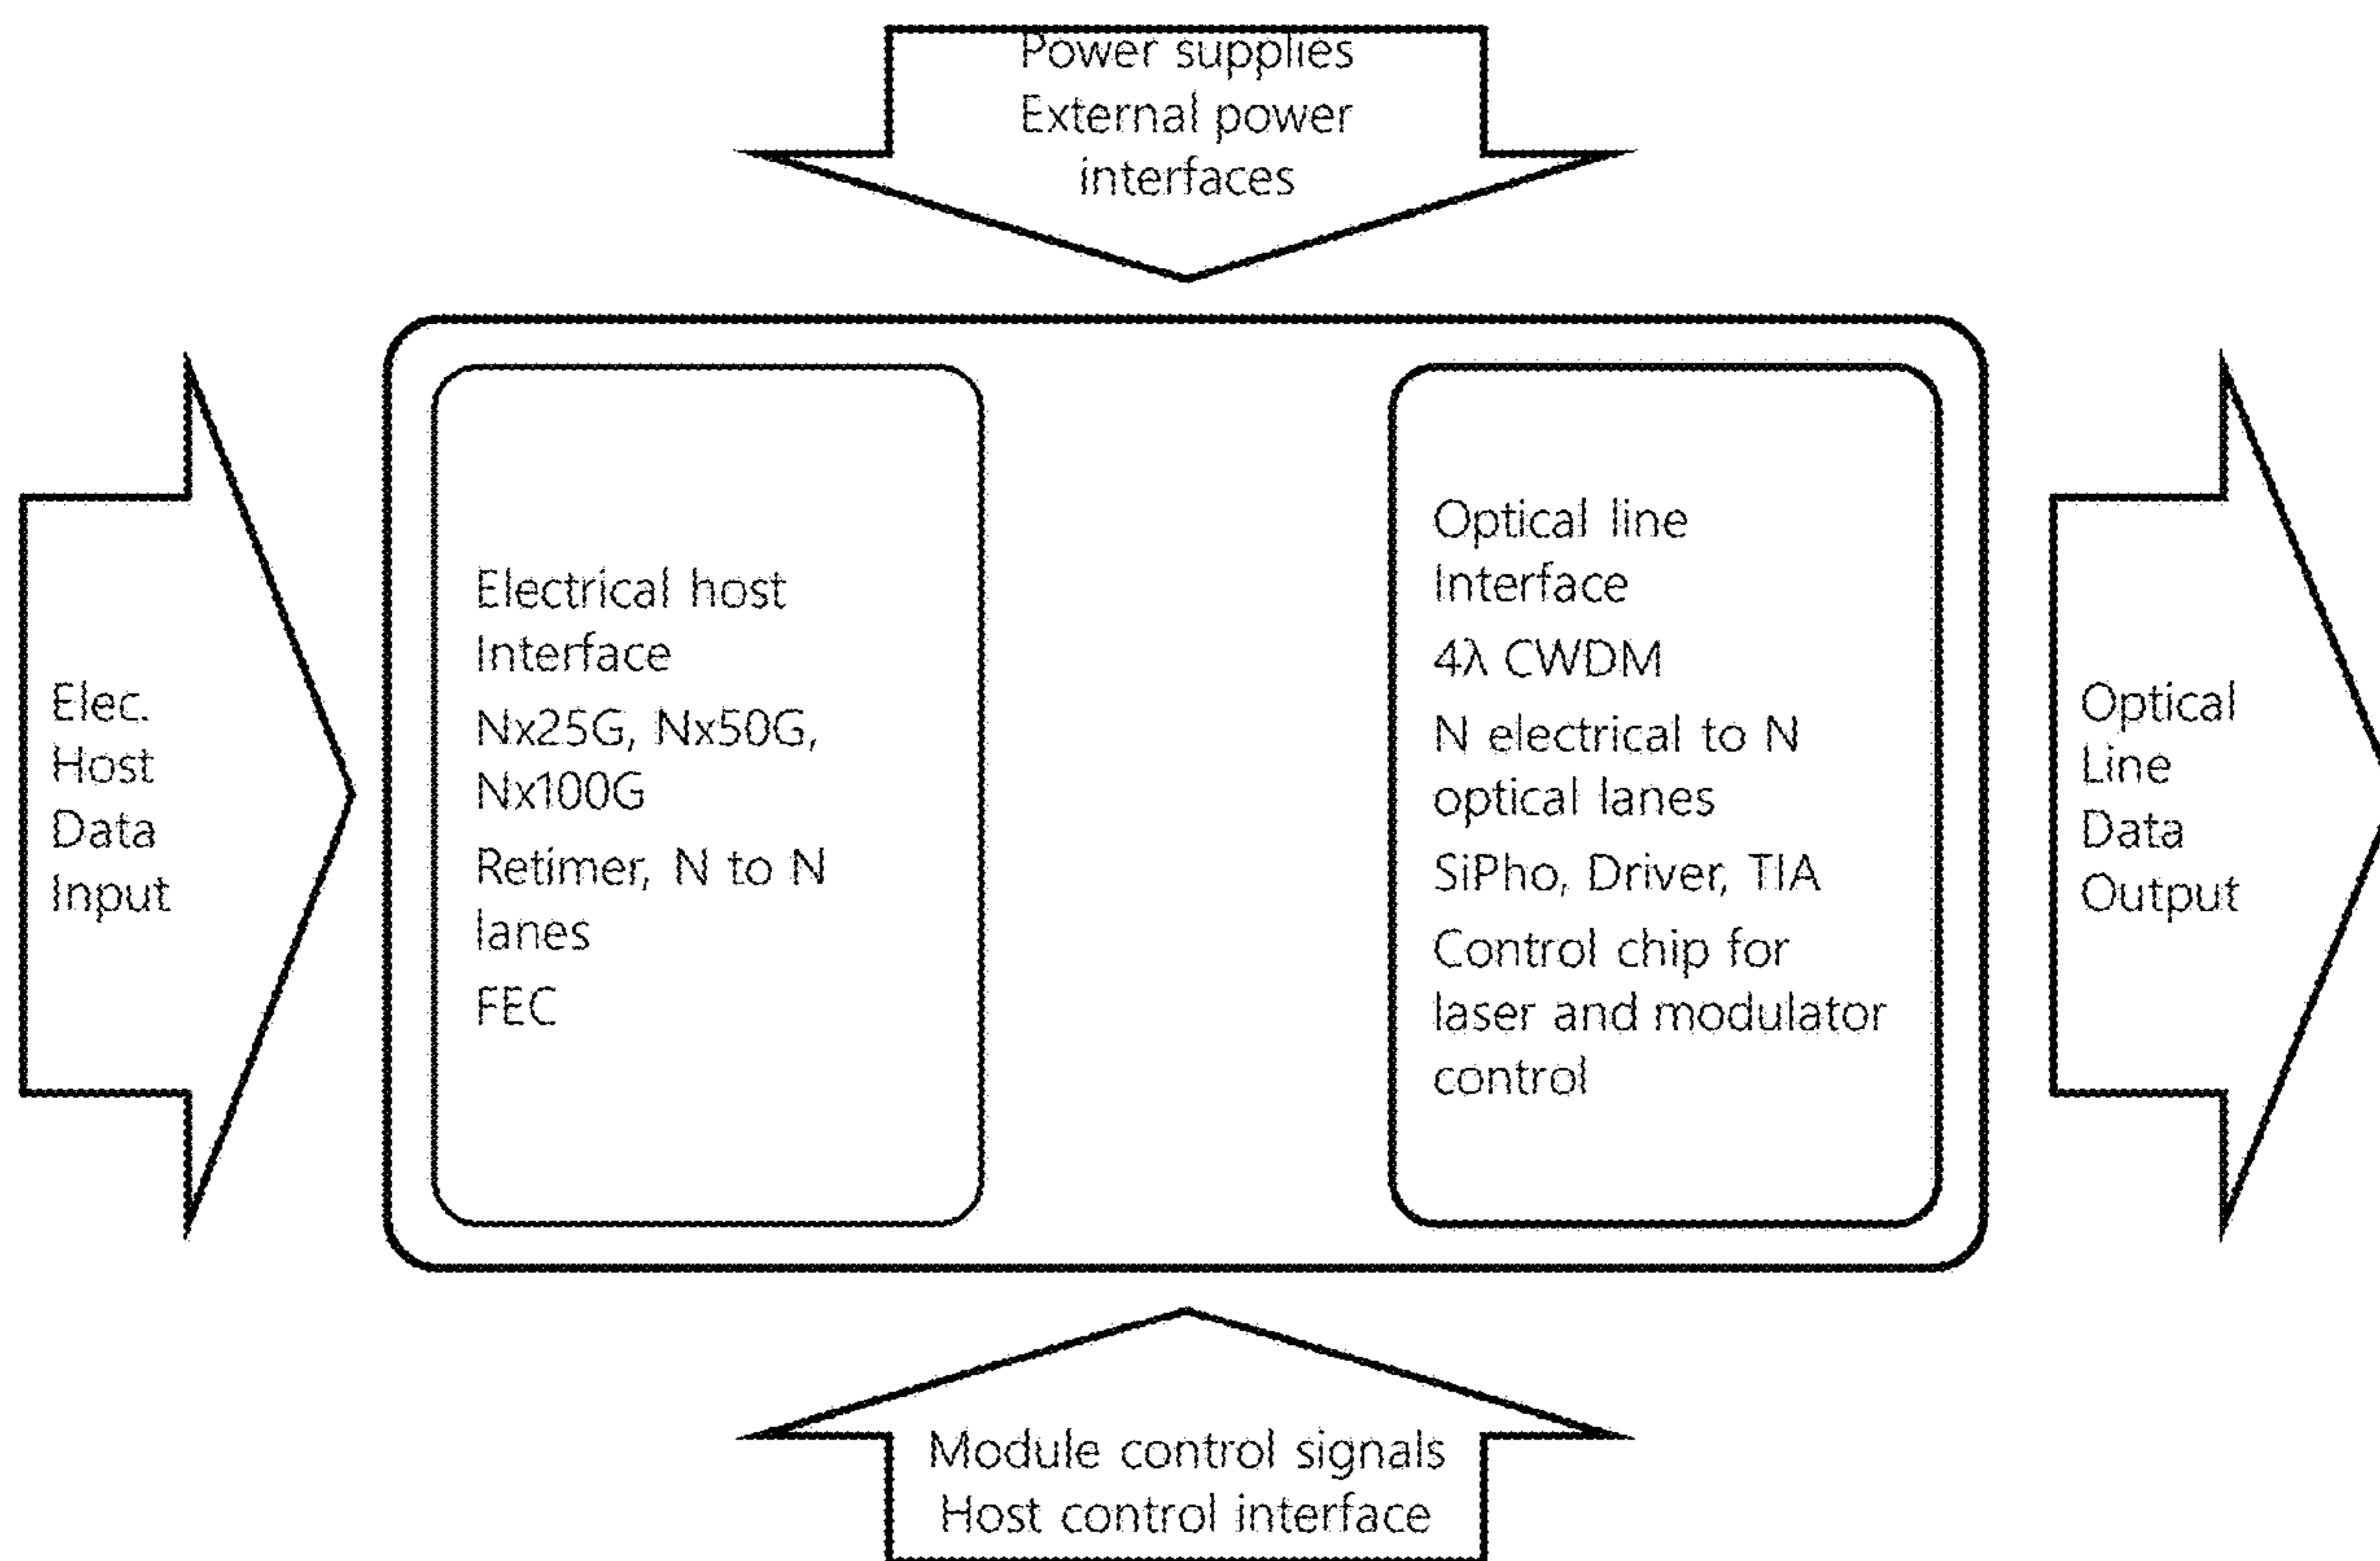 Power supplies
External power
interfaces
Elec.
Host
Data
Input
Electrical host
Interface
Nx25G, Nx50G,
Nx100G
Retimer, N to N
lanes
FEC
Optical line
Interface
4λ CWDM
N electrical to N
optical lanes
SiPho, Driver, TIA
Control chip for
laser and modulator
control
Optical
Line
Data
Output
Module control signals
Host control interface